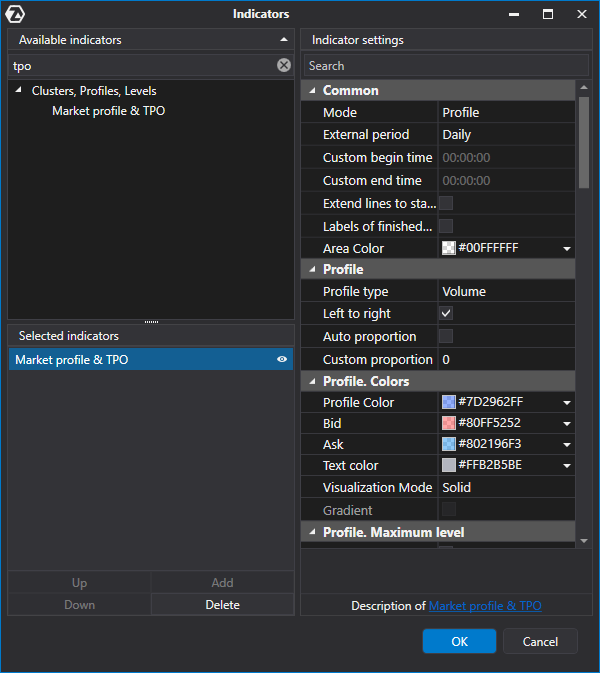 Indicators
Available indicators
tpo
Clusters, Profiles, Levels
Market profile & TPO
Selected indicators
Market profile & TPO
Up
Add
Down
Delete
Indicator settings
Search
Common
Mode Profile
External period Daily
Custom begin time 00:00:00
Custom end time 00:00:00
Extend lines to sta...
Labels of finished...
Area Color #00FFFFFF
Profile
Profile type Volume
Left to right
Auto proportion
Custom proportion 0
Profile. Colors
Profile Color #7D2962FF
Bid #80FF5252
Ask #802196F3
Text color #FFB2B5BE
Visualization Mode Solid
Gradient
Profile. Maximum level
Description of Market profile & TPO
OK
Cancel